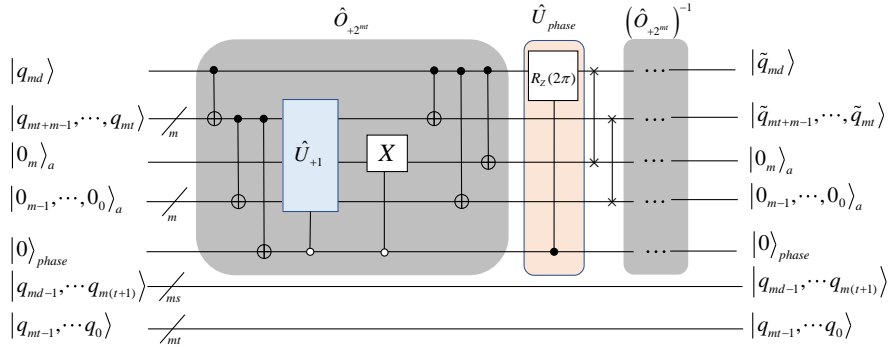 Ô_{+2^{mt}} Û_{phase} (Ô_{+2^{mt}})^{-1}
|q_{md}⟩ R_Z(2π) ··· |q̃_{md}⟩
|q_{mt+m−1},···,q_{mt}⟩ m ··· |q̃_{mt+m−1},···,q̃_{mt}⟩
|0_m⟩_a Û_{+1} X ··· |0_m⟩_a
|0_{m−1},···,0_0⟩_a m ··· |0_{m−1},···,0_0⟩_a
|0⟩_{phase} ··· |0⟩_{phase}
|q_{md−1},···q_{m(t+1)}⟩ ms |q_{md−1},···q_{m(t+1)}⟩
|q_{mt−1},···q_0⟩ mt |q_{mt−1},···q_0⟩